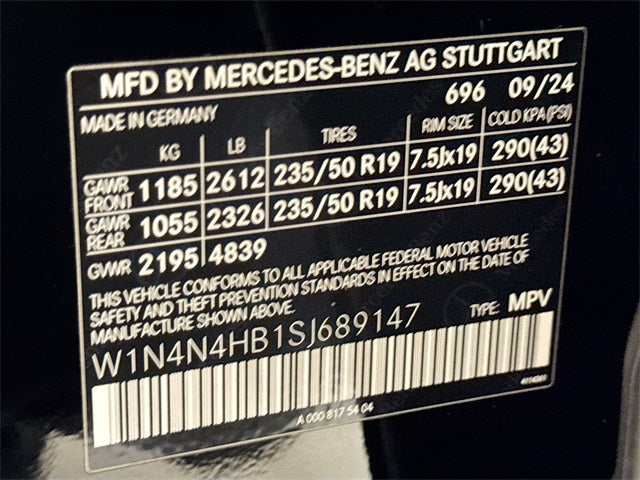 MFD BY MERCEDES-BENZ AG STUTTGART
MADE IN GERMANY 696 09/24
KG LB TIRES RIM SIZE COLD KPA(PSI)
GAWR FRONT 1185 2612 235/50 R19 7.5Jx19 290(43)
GAWR REAR 1055 2326 235/50 R19 7.5Jx19 290(43)
GVWR 2195 4839
THIS VEHICLE CONFORMS TO ALL APPLICABLE FEDERAL MOTOR VEHICLE
SAFETY AND THEFT PREVENTION STANDARDS IN EFFECT ON THE DATE OF
MANUFACTURE SHOWN ABOVE.
W1N4N4HB1SJ689147 TYPE: MPV
A 000 817 54 04